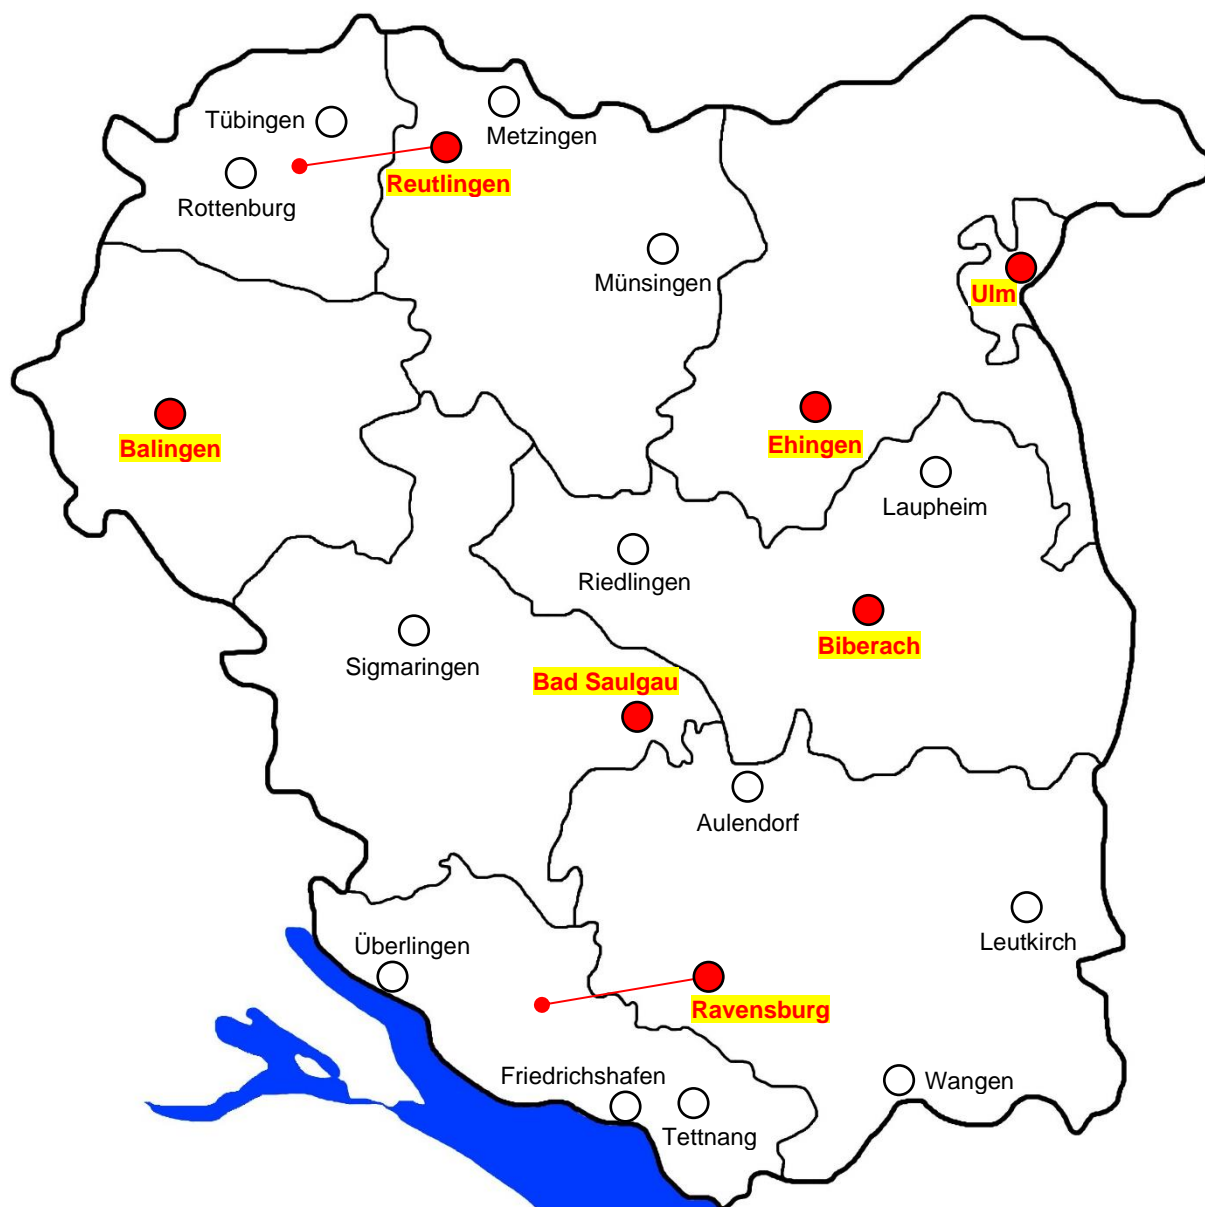 Tübingen
Metzingen
Reutlingen
Rottenburg
Münsingen
Ulm
Balingen
Ehingen
Laupheim
Riedlingen
Biberach
Sigmaringen
Bad Saulgau
Aulendorf
Leutkirch
Überlingen
Ravensburg
Friedrichshafen
Wangen
Tettnang